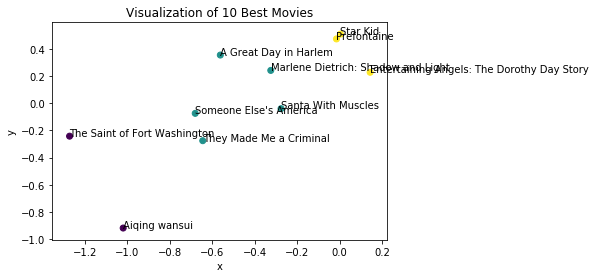 Visualization of 10 Best Movies
Star Kid
Prefontaine
A Great Day in Harlem
Marlene Dietrich: Shadow and Light
Entertaining Angels: The Dorothy Day Story
Santa With Muscles
Someone Else's America
The Saint of Fort Washington
They Made Me a Criminal
Aiqing wansui
0.4
0.2
0.0
−0.2
−0.4
−0.6
−0.8
−1.0
y
−1.2 −1.0 −0.8 −0.6 −0.4 −0.2 0.0 0.2
x